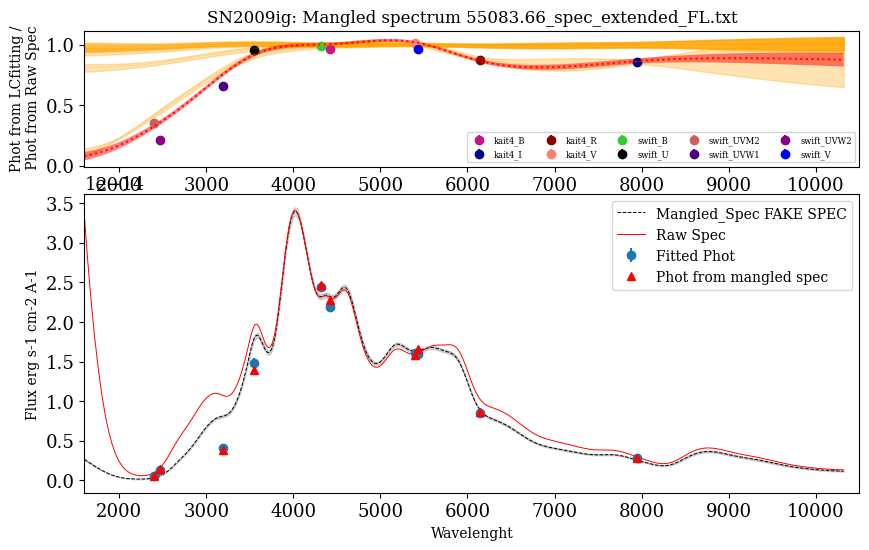 SN2009ig: Mangled spectrum 55083.66_spec_extended_FL.txt
Phot from LCfitting /
Phot from Raw Spec
1.0
0.5
0.0
kait4_B kait4_R swift_B swift_UVM2 swift_UVW2
kait4_I kait4_V swift_U swift_UVW1 swift_V
2000 3000 4000 5000 6000 7000 8000 9000 10000
Flux erg s-1 cm-2 A-1
3.5
3.0
2.5
2.0
1.5
1.0
0.5
0.0
Mangled_Spec FAKE SPEC
Raw Spec
Fitted Phot
Phot from mangled spec
2000 3000 4000 5000 6000 7000 8000 9000 10000
Wavelenght